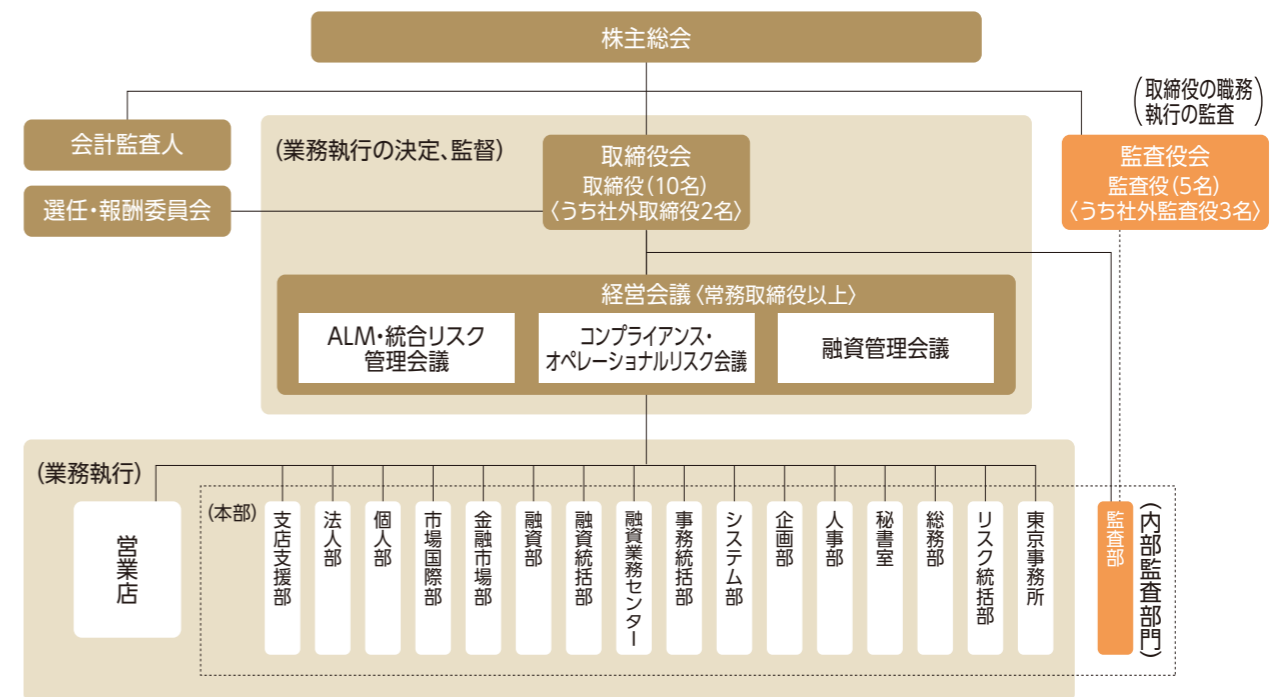 株主総会
(取締役の職務
執行の監査)
会計監査人
(業務執行の決定、監督)
取締役会
取締役(10名)
〈うち社外取締役2名〉
監査役会
監査役(5名)
〈うち社外監査役3名〉
選任・報酬委員会
経営会議〈常務取締役以上〉
ALM・統合リスク
管理会議
コンプライアンス・
オペレーショナルリスク会議
融資管理会議
(業務執行)
営業店
(本部)
支店支援部
法人部
個人部
市場国際部
金融市場部
融資部
融資統括部
融資業務センター
事務統括部
システム部
企画部
人事部
秘書室
総務部
リスク統括部
東京事務所
監査部
(内部監査部門)